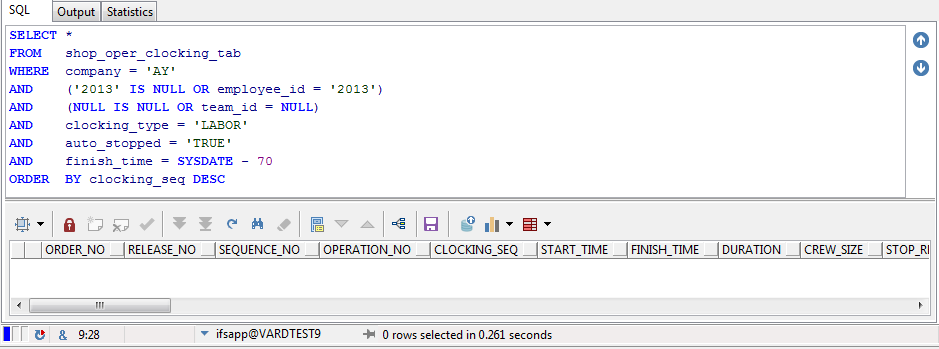 SQL Output Statistics
SELECT *
FROM shop_oper_clocking_tab
WHERE company = 'AY'
AND ('2013' IS NULL OR employee_id = '2013')
AND (NULL IS NULL OR team_id = NULL)
AND clocking_type = 'LABOR'
AND auto_stopped = 'TRUE'
AND finish_time = SYSDATE - 70
ORDER BY clocking_seq DESC
ORDER_NO RELEASE_NO SEQUENCE_NO OPERATION_NO CLOCKING_SEQ START_TIME FINISH_TIME DURATION CREW_SIZE
& 9:28 ifsapp@VARDTEST9 0 rows selected in 0.261 seconds